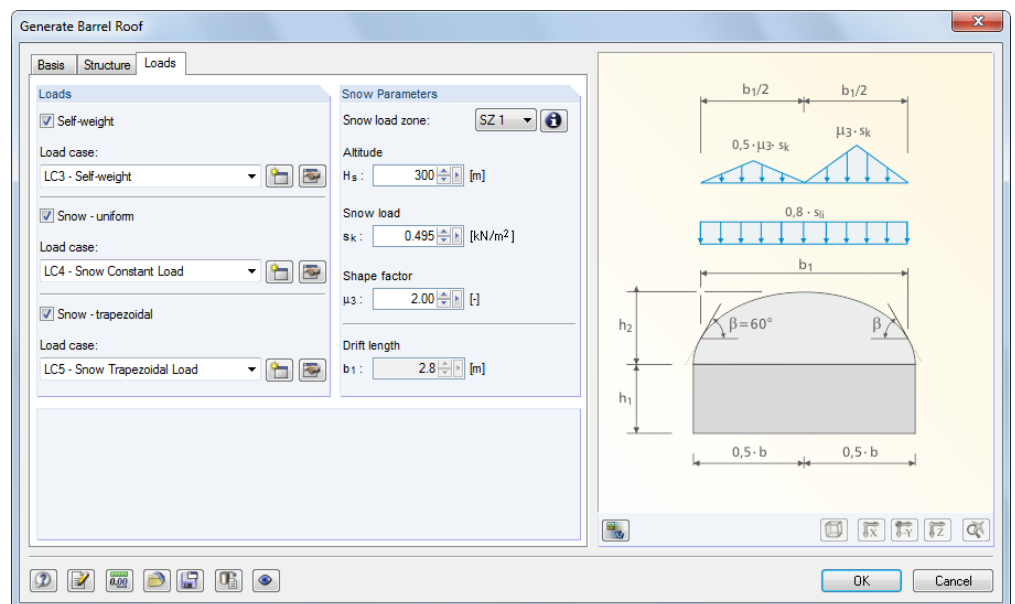 Generate Barrel Roof
Basis Structure Loads
Loads
Self-weight
Load case:
LC3 - Self-weight
Snow - uniform
Load case:
LC4 - Snow Constant Load
Snow - trapezoidal
Load case:
LC5 - Snow Trapezoidal Load
Snow Parameters
Snow load zone: SZ 1
Altitude
Hs : 300 [m]
Snow load
sk : 0.495 [kN/m²]
Shape factor
μ3 : 2.00 [-]
Drift length
b1 : 2.8 [m]
b1/2 b1/2
μ3· sk
0,5·μ3· sk
0,8 · sli
b1
h2 β=60° β
h1
0,5·b 0,5·b
X -Y Z
0.00
OK Cancel